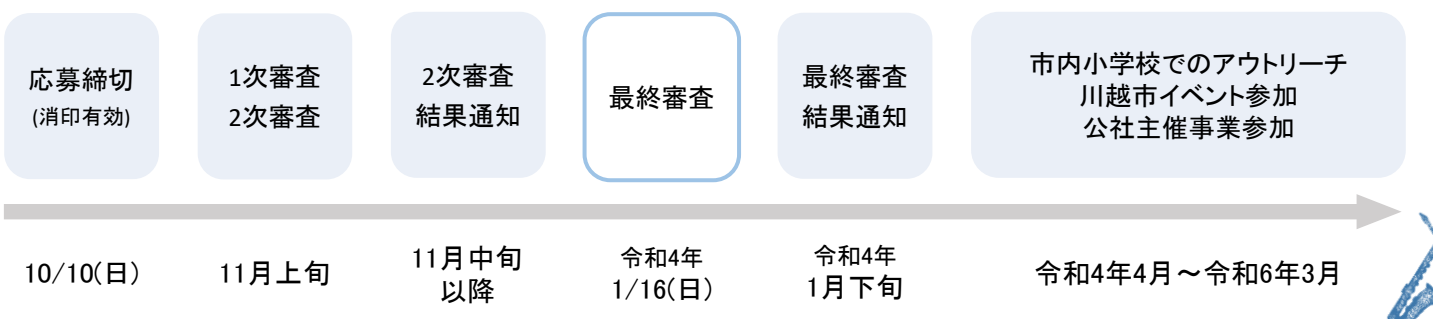 応募締切
(消印有効)
1次審査
2次審査
2次審査
結果通知
最終審査
最終審査
結果通知
市内小学校でのアウトリーチ
川越市イベント参加
公社主催事業参加
10/10(日)
11月上旬
11月中旬
以降
令和4年
1/16(日)
令和4年
1月下旬
令和4年4月～令和6年3月